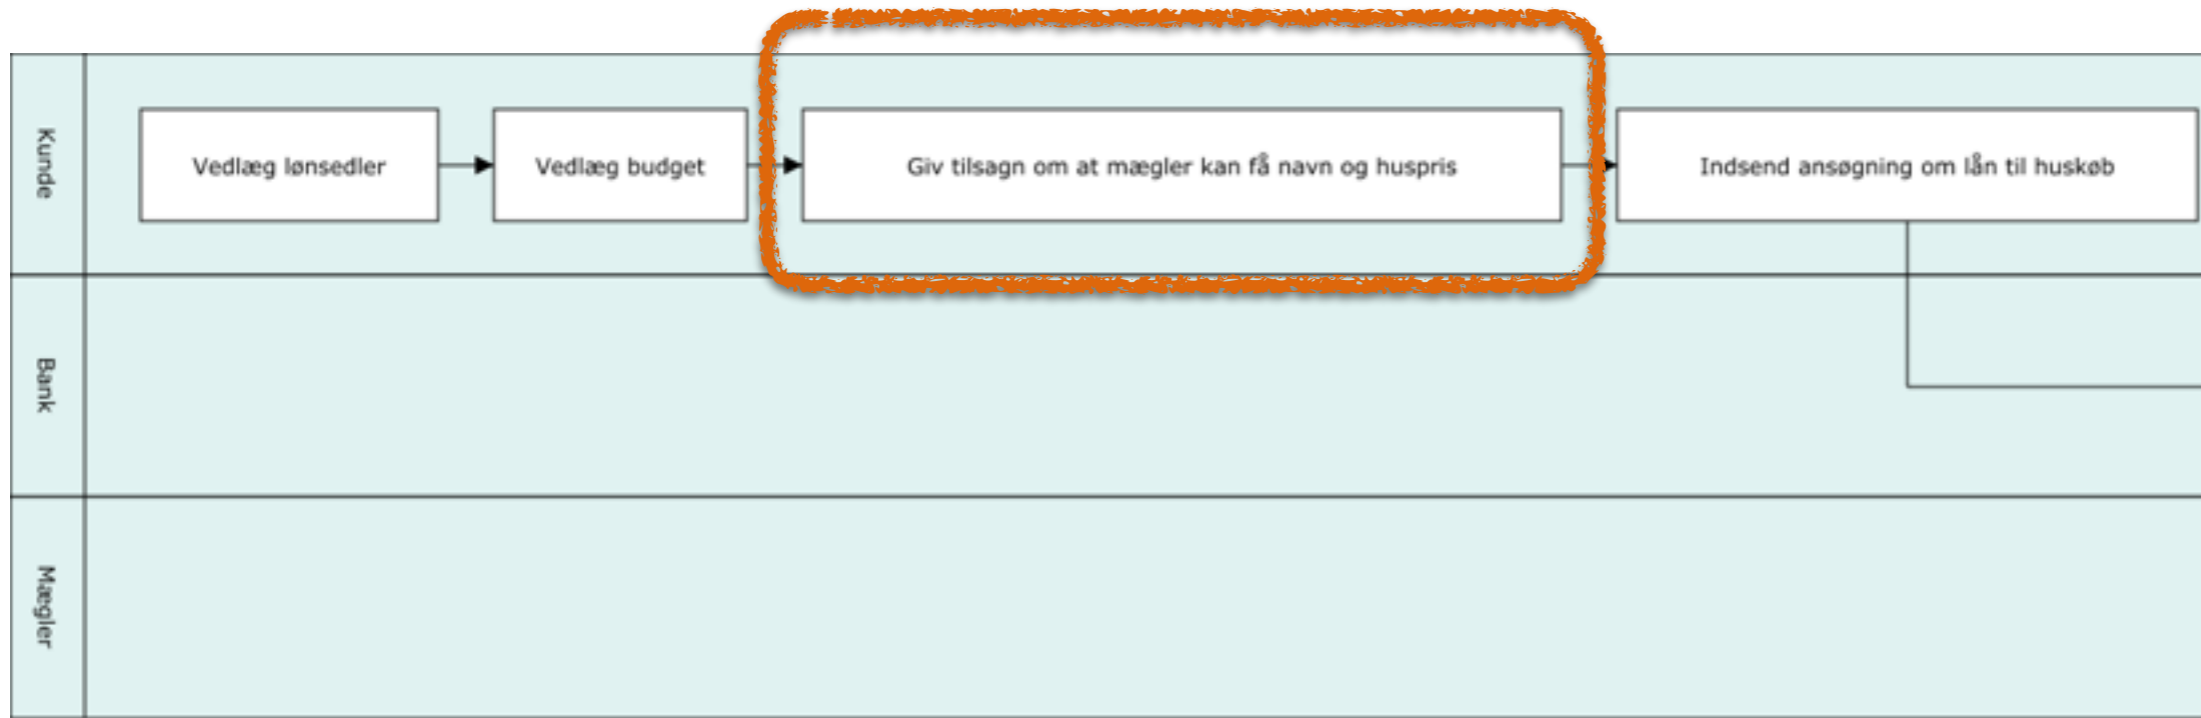 Kunde
Vedlæg lønsedler
Vedlæg budget
Giv tilsagn om at mægler kan få navn og huspris
Indsend ansøgning om lån til huskøb
Bank
Mægler